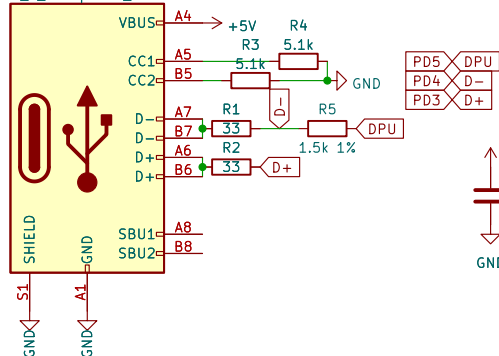 VBUS
A4
+5V
CC1
A5
R4
5.1k
CC2
B5
R3
5.1k
GND
PD5
DPU
PD4
D-
PD3
D+
D-
A7
D-
B7
R1
33
D-
R5
1.5k 1%
DPU
D+
A6
D+
B6
R2
33
D+
SBU1
A8
SBU2
B8
SHIELD
GND
S1
A1
GND
GND
GND